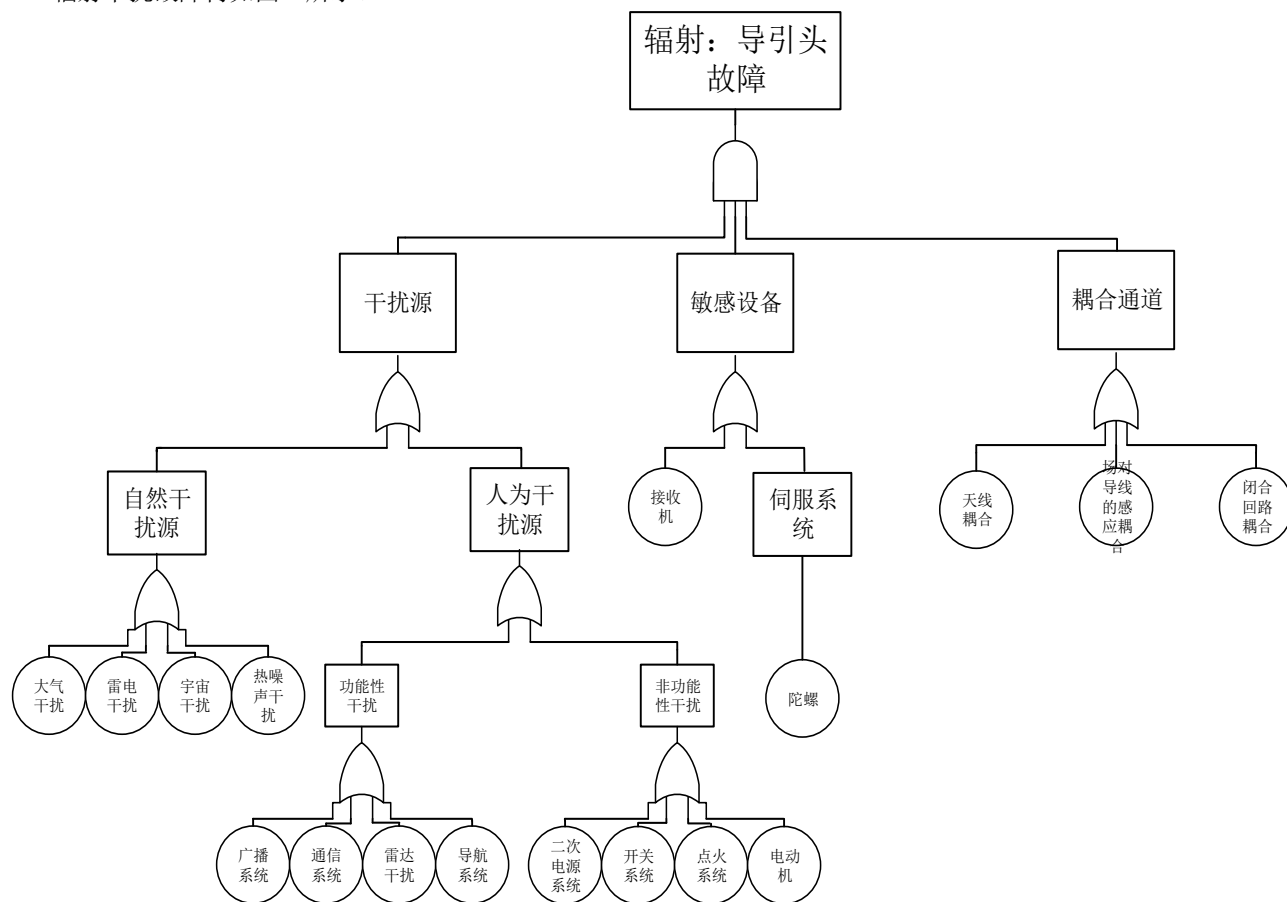 辐射：导引头
故障
干扰源
敏感设备
耦合通道
自然干
扰源
人为干
扰源
接收
机
伺服系
统
天线
耦合
场对
导线
的感
应耦
合
闭合
回路
耦合
大气
干扰
雷电
干扰
宇宙
干扰
热噪
声干
扰
功能性
干扰
非功能
性干扰
陀螺
广播
系统
通信
系统
雷达
干扰
导航
系统
二次
电源
系统
开关
系统
点火
系统
电动
机